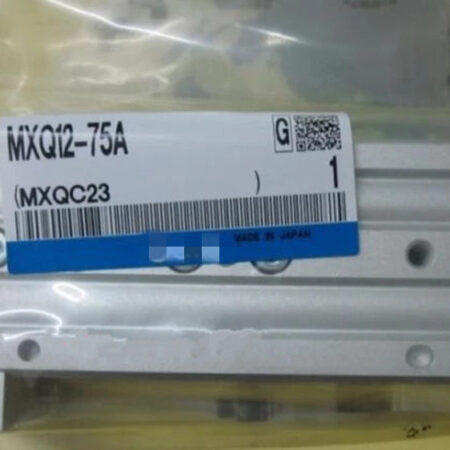 MXQ12-75A
G
(MXQC23 ) 1
MADE IN JAPAN